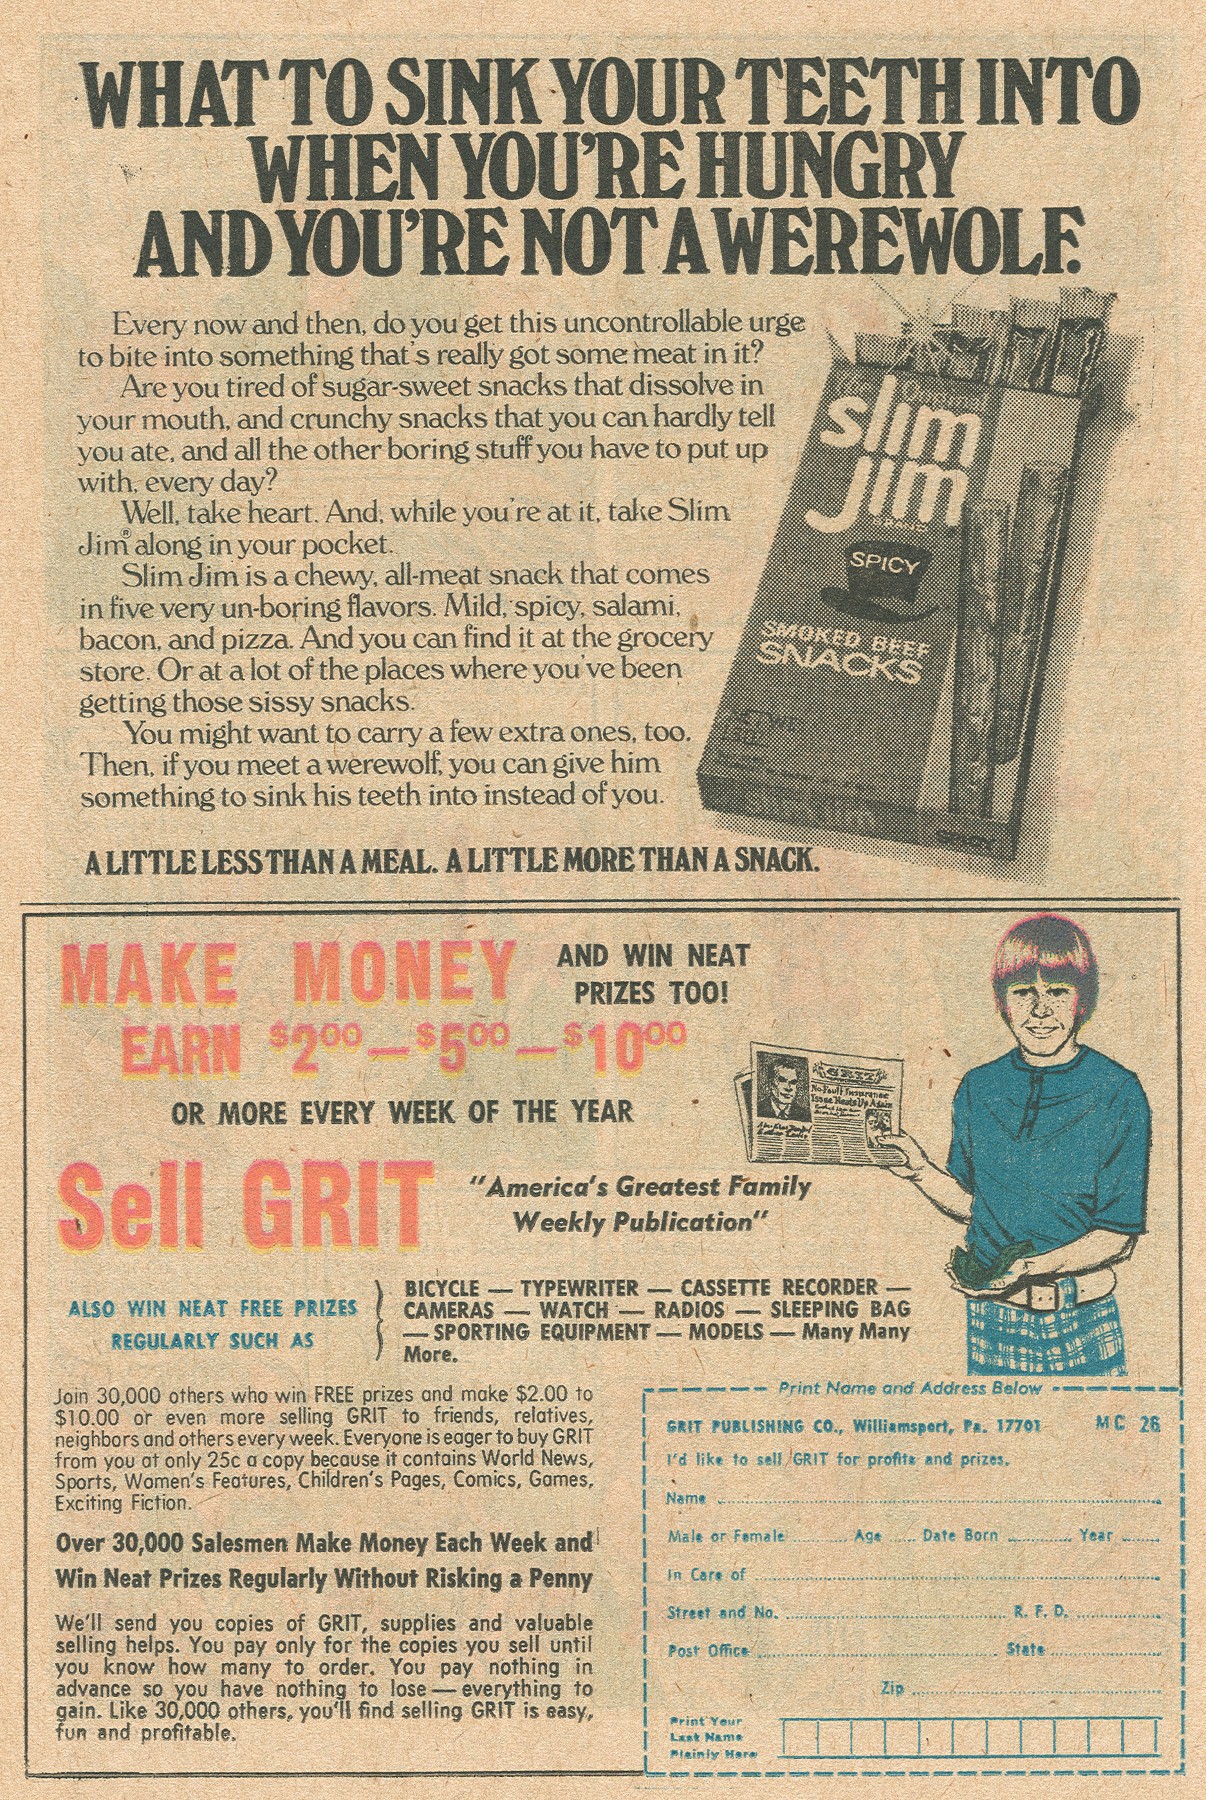 WHAT TO SINK YOUR TEETH INTO
WHEN YOU'RE HUNGRY
AND YOU'RE NOT A WEREWOLF.
Every now and then, do you get this uncontrollable urge
to bite into something that's really got some meat in it?
Are you tired of sugar-sweet snacks that dissolve in
your mouth, and crunchy snacks that you can hardly tell
you ate, and all the other boring stuff you have to put up
with, every day?
Well, take heart. And, while you're at it, take Slim
Jim® along in your pocket.
Slim Jim is a chewy, all-meat snack that comes
in five very un-boring flavors. Mild, spicy, salami,
bacon, and pizza. And you can find it at the grocery
store. Or at a lot of the places where you've been
getting those sissy snacks.
You might want to carry a few extra ones, too.
Then, if you meet a werewolf, you can give him
something to sink his teeth into instead of you.
slim
jim
SPICY
SMOKED BEEF
SNACKS
SPICY
A LITTLE LESS THAN A MEAL. A LITTLE MORE THAN A SNACK.
MAKE MONEY AND WIN NEAT
PRIZES TOO!
EARN $200—$500—$1000
OR MORE EVERY WEEK OF THE YEAR
GRIT
No-Fault Insurance
Issue Heats Up Again
Sell GRIT
"America's Greatest Family
Weekly Publication"
ALSO WIN NEAT FREE PRIZES
REGULARLY SUCH AS
BICYCLE — TYPEWRITER — CASSETTE RECORDER —
CAMERAS — WATCH — RADIOS — SLEEPING BAG
— SPORTING EQUIPMENT — MODELS — Many Many
More.
Join 30,000 others who win FREE prizes and make $2.00 to
$10.00 or even more selling GRIT to friends, relatives,
neighbors and others every week. Everyone is eager to buy GRIT
from you at only 25c a copy because it contains World News,
Sports, Women's Features, Children's Pages, Comics, Games,
Exciting Fiction.
Over 30,000 Salesmen Make Money Each Week and
Win Neat Prizes Regularly Without Risking a Penny
We'll send you copies of GRIT, supplies and valuable
selling helps. You pay only for the copies you sell until
you know how many to order. You pay nothing in
advance so you have nothing to lose — everything to
gain. Like 30,000 others, you'll find selling GRIT is easy,
fun and profitable.
Print Name and Address Below
GRIT PUBLISHING CO., Williamsport, Pa. 17701 MC 26
I'd like to sell GRIT for profits and prizes.
Name
Male or Female Age Date Born Year
In Care of
Street and No. R. F. D.
Post Office State
Zip
Print Your
Last Name
Plainly Here